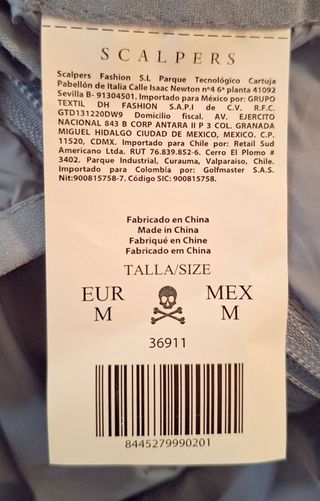 SCALPERS
Scalpers Fashion S.L Parque Tecnológico Cartuja
Pabellón de Italia Calle Isaac Newton nº4 6ª planta 41092
Sevilla B- 91304501. Importado para México por: GRUPO
TEXTIL DH FASHION S.A.P.I de C.V. R.F.C.
GTD131220DW9 Domicilio fiscal. AV. EJERCITO
NACIONAL 843 B CORP ANTARA II P 3 COL. GRANADA
MIGUEL HIDALGO CIUDAD DE MEXICO, MEXICO. C.P.
11520, CDMX. Importado para Chile por: Retail Sud
Americano Ltda. RUT 76.839.852-6. Cerro El Plomo #
3402. Parque Industrial, Curauma, Valparaíso, Chile.
Importado para Colombia por: Golfmaster S.A.S.
Nit:900815758-7. Código SIC: 900815758.
Fabricado en China
Made in China
Fabriqué en Chine
Fabricado em China
TALLA/SIZE
EUR MEX
M M
36911
8445279990201